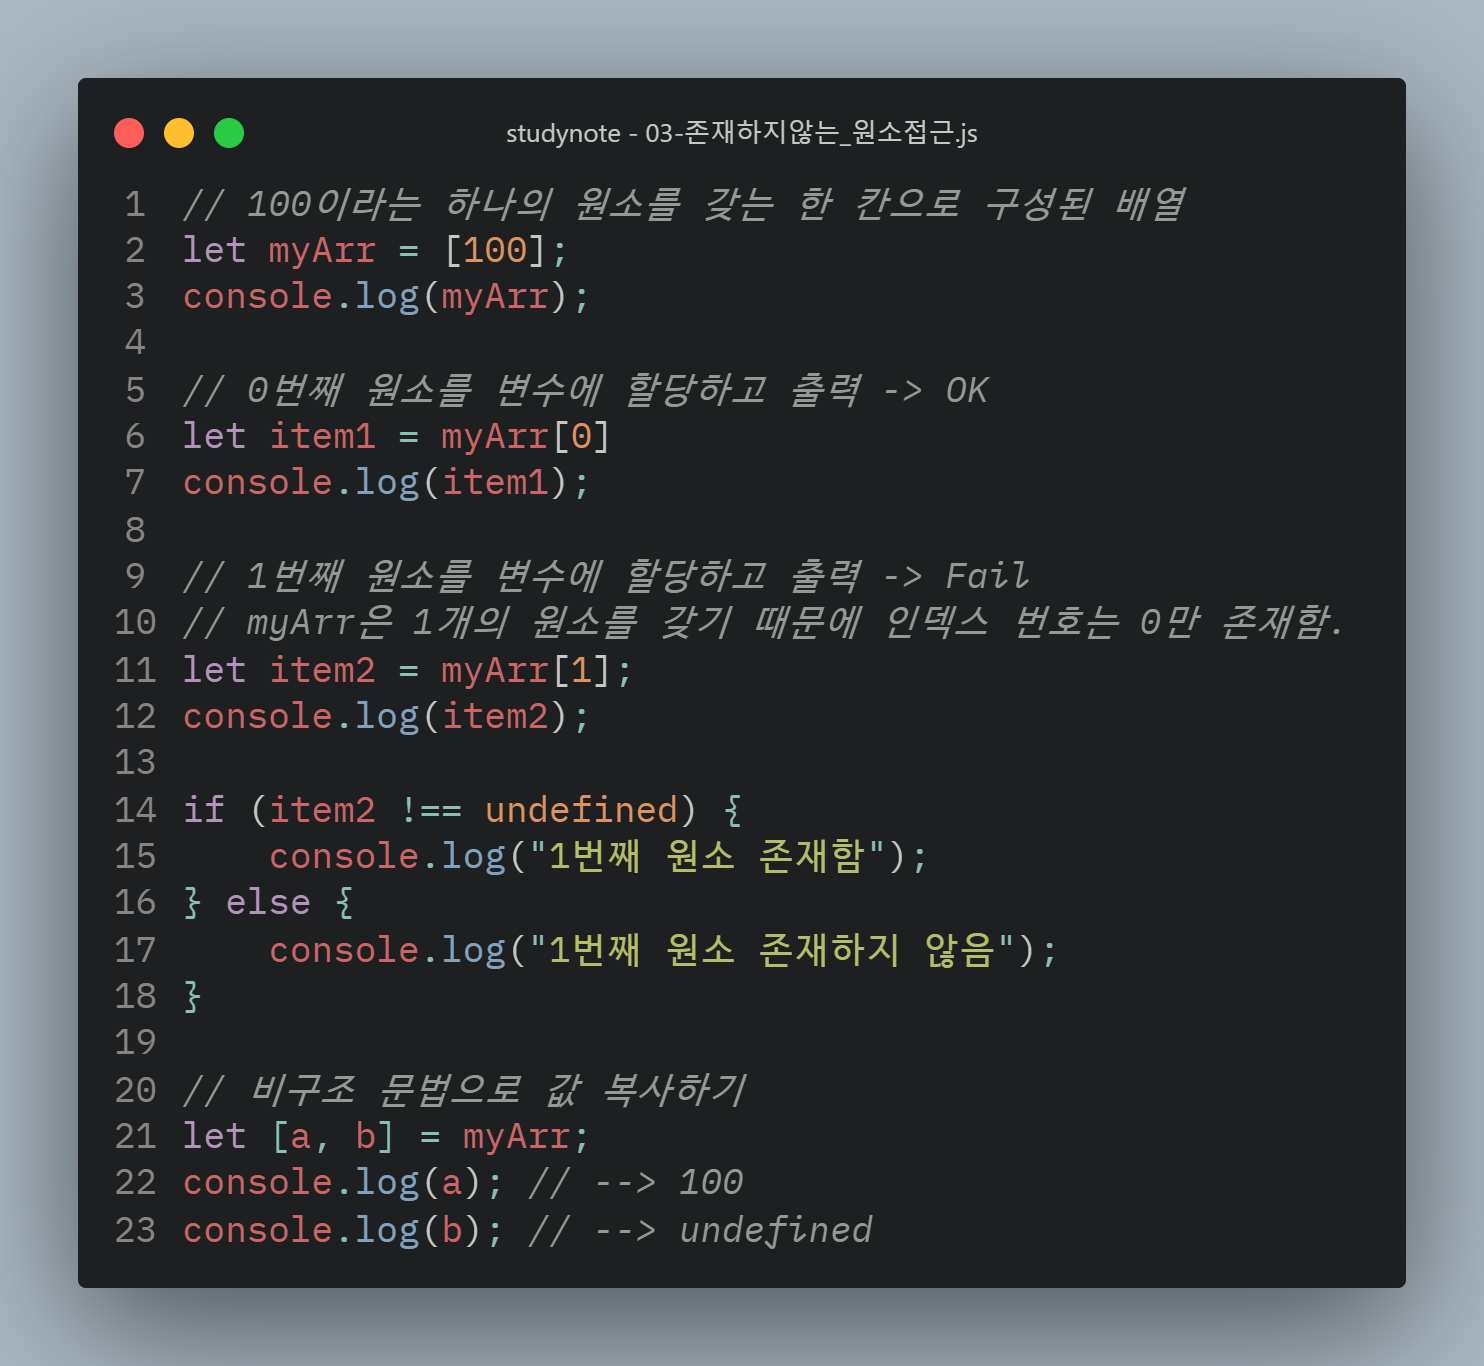 studynote - 03-존재하지않는_원소접근.js
1 // 100이라는 하나의 원소를 갖는 한 칸으로 구성된 배열
2 let myArr = [100];
3 console.log(myArr);
4
5 // 0번째 원소를 변수에 할당하고 출력 -> OK
6 let item1 = myArr[0]
7 console.log(item1);
8
9 // 1번째 원소를 변수에 할당하고 출력 -> Fail
10 // myArr은 1개의 원소를 갖기 때문에 인덱스 번호는 0만 존재함.
11 let item2 = myArr[1];
12 console.log(item2);
13
14 if (item2 !== undefined) {
15     console.log("1번째 원소 존재함");
16 } else {
17     console.log("1번째 원소 존재하지 않음");
18 }
19
20 // 비구조 문법으로 값 복사하기
21 let [a, b] = myArr;
22 console.log(a); // --> 100
23 console.log(b); // --> undefined